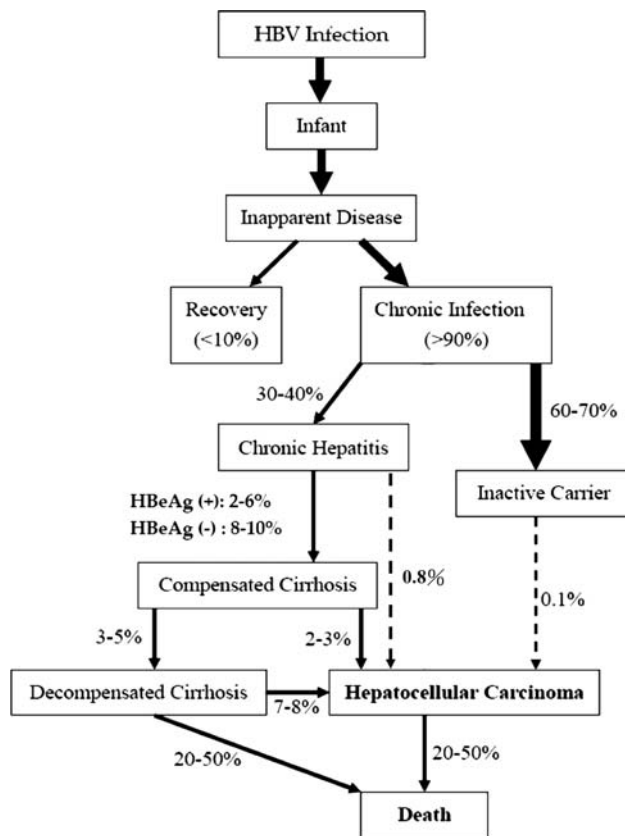 HBV Infection
Infant
Inapparent Disease
Recovery
(<10%)
Chronic Infection
(>90%)
30-40%
60-70%
Chronic Hepatitis
Inactive Carrier
HBeAg (+): 2-6%
HBeAg (-) : 8-10%
0.8%
0.1%
Compensated Cirrhosis
3-5%
2-3%
Decompensated Cirrhosis
7-8%
Hepatocellular Carcinoma
20-50%
20-50%
Death